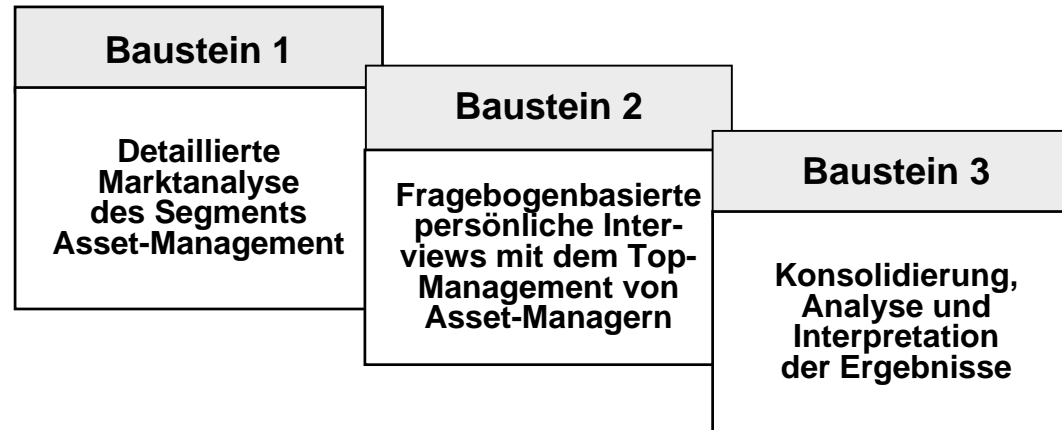 Baustein 1
Detaillierte
Marktanalyse
des Segments
Asset-Management
Baustein 2
Fragebogenbasierte
persönliche Inter-
views mit dem Top-
Management von
Asset-Managern
Baustein 3
Konsolidierung,
Analyse und
Interpretation
der Ergebnisse